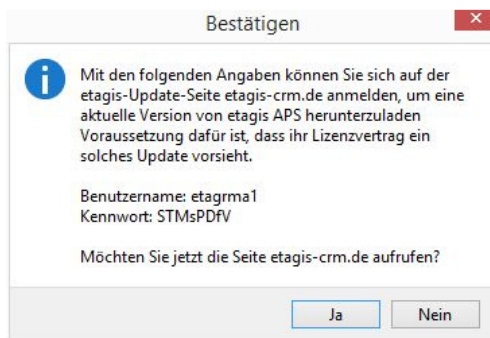 Bestätigen
Mit den folgenden Angaben können Sie sich auf der
etagis-Update-Seite etagis-crm.de anmelden, um eine
aktuelle Version von etagis APS herunterzuladen
Voraussetzung dafür ist, dass ihr Lizenzvertrag ein
solches Update vorsieht.
Benutzername: etagrma1
Kennwort: STMsPDfV
Möchten Sie jetzt die Seite etagis-crm.de aufrufen?
Ja
Nein